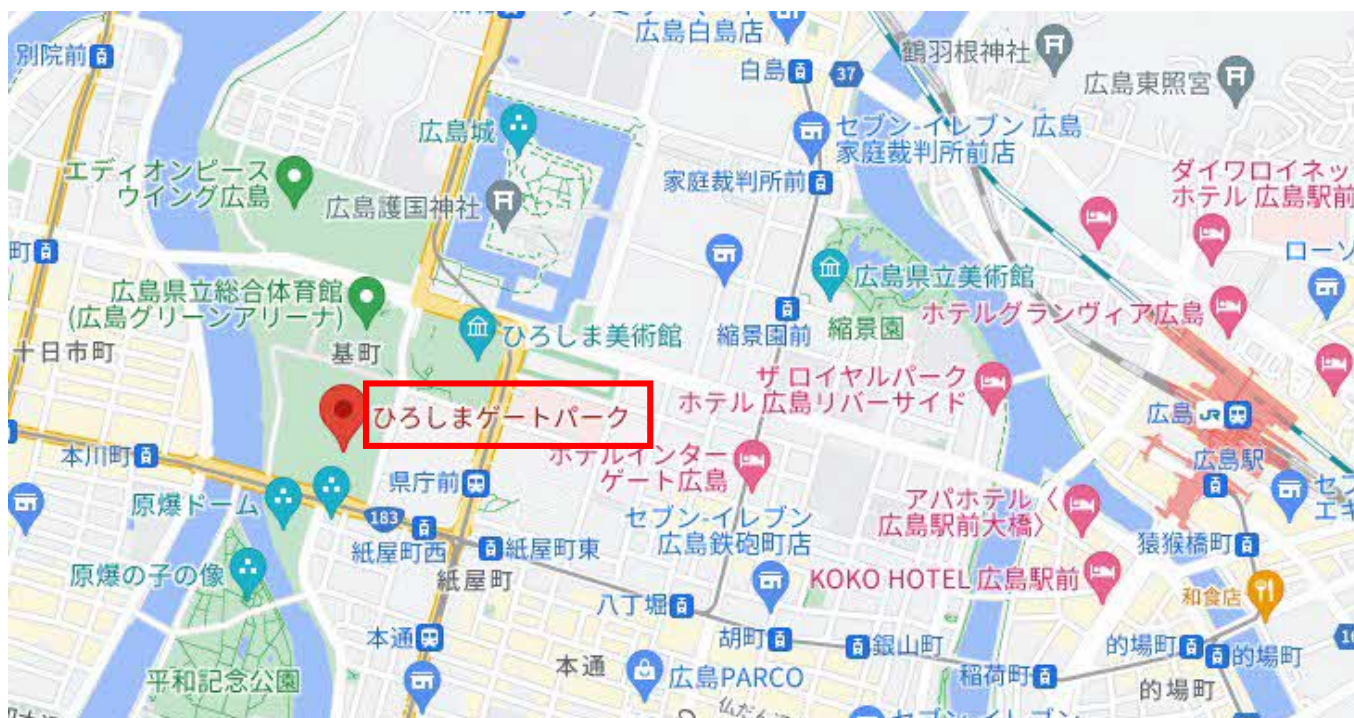 広島白島店
別院前
白島
37
鶴羽根神社
広島東照宮
広島城
セブン-イレブン 広島
家庭裁判所前店
エディオンピース
ウイング広島
家庭裁判所前
ダイワロイネッ
ホテル 広島駅前
広島護国神社
町
ローソ
広島県立美術館
広島県立総合体育館
(広島グリーンアリーナ)
ひろしま美術館
縮景園前
縮景園
ホテルグランヴィア広島
十日市町
基町
ザ ロイヤルパーク
ホテル 広島リバーサイド
ひろしまゲートパーク
広島
JR
本川町
ホテルインター
ゲート広島
広島駅
県庁前
原爆ドーム
アパホテル〈
広島駅前大橋〉
セブ
エキ
183
セブン-イレブン
広島鉄砲町店
紙屋町西
紙屋町東
猿猴橋町
原爆の子の像
紙屋町
KOKO HOTEL 広島駅前
和食店
八丁堀
本通
胡町
銀山町
的場町
的場町
本通
広島PARCO
稲荷町
平和記念公園
的場町